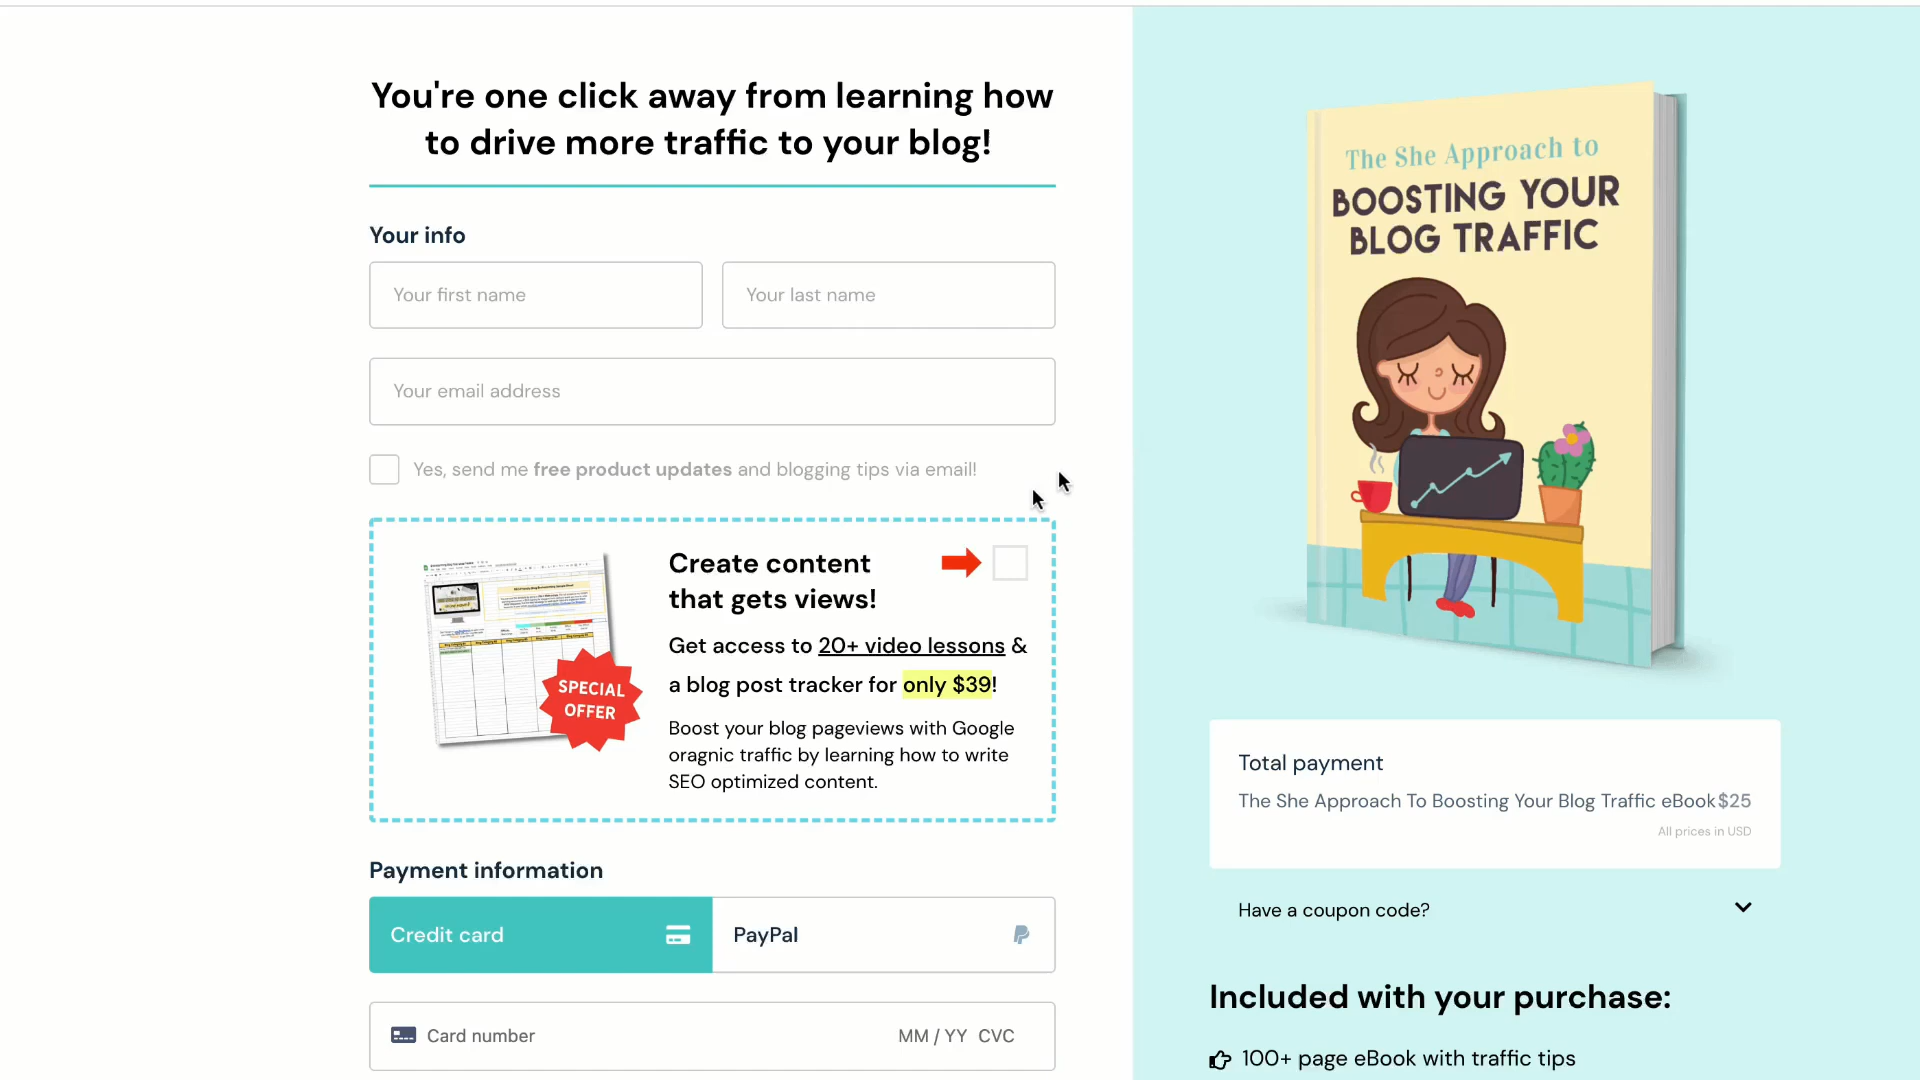 You're one click away from learning how
to drive more traffic to your blog!
Your info
Your first name
Your last name
Your email address
Yes, send me free product updates and blogging tips via email!
SPECIAL
OFFER
Create content
that gets views!
Get access to 20+ video lessons &
a blog post tracker for only $39!
Boost your blog pageviews with Google
oragnic traffic by learning how to write
SEO optimized content.
Payment information
Credit card
PayPal
Card number
MM / YY CVC
The She Approach to
BOOSTING YOUR
BLOG TRAFFIC
Total payment
The She Approach To Boosting Your Blog Traffic eBook $25
All prices in USD
Have a coupon code?
Included with your purchase:
100+ page eBook with traffic tips